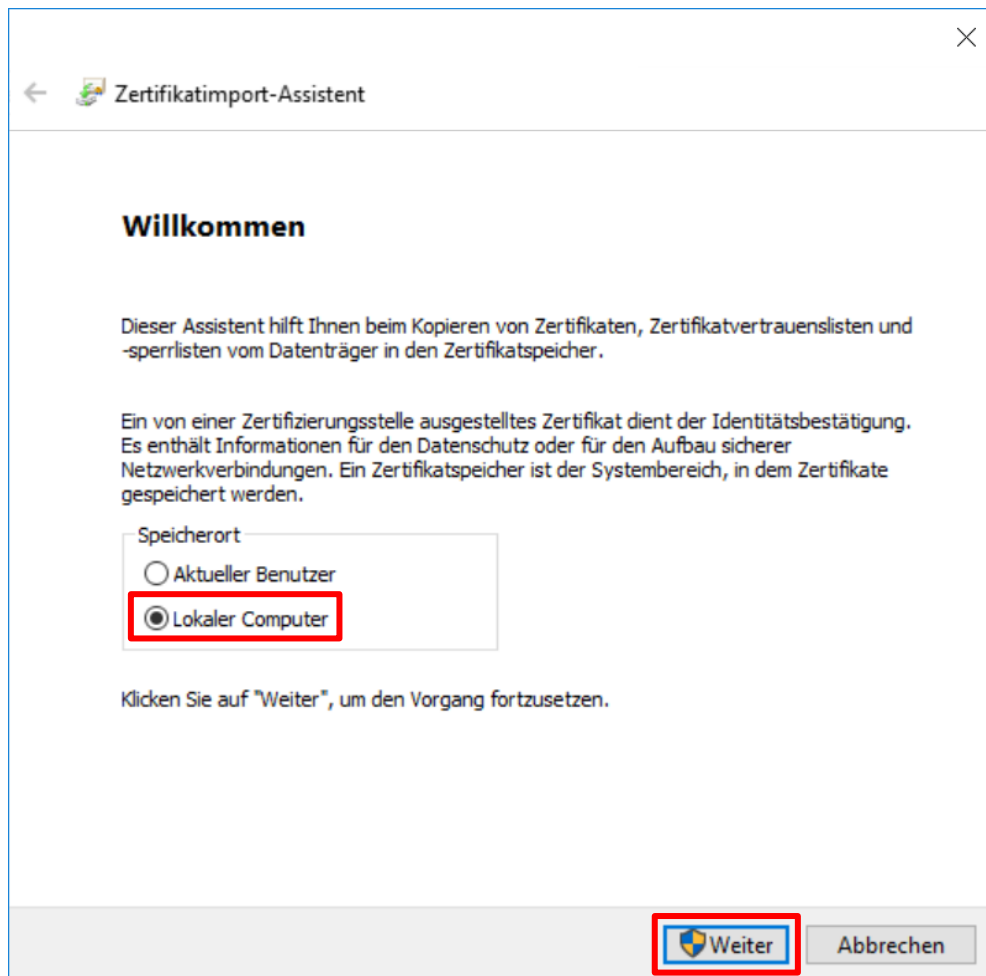 Zertifikatimport-Assistent
Willkommen
Dieser Assistent hilft Ihnen beim Kopieren von Zertifikaten, Zertifikatvertrauenslisten und
-sperrlisten vom Datenträger in den Zertifikatspeicher.
Ein von einer Zertifizierungsstelle ausgestelltes Zertifikat dient der Identitätsbestätigung.
Es enthält Informationen für den Datenschutz oder für den Aufbau sicherer
Netzwerkverbindungen. Ein Zertifikatspeicher ist der Systembereich, in dem Zertifikate
gespeichert werden.
Speicherort
Aktueller Benutzer
Lokaler Computer
Klicken Sie auf "Weiter", um den Vorgang fortzusetzen.
Weiter Abbrechen